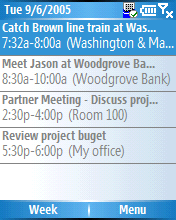 Tue 9/6/2005
Catch Brown line train at Was...
7:32a-8:00a (Washington & Ma...
Meet Jason at Woodgrove Ba...
8:30a-10:00a (Woodgrove Bank)
Partner Meeting - Discuss proj...
2:30p-4:00p (Room 100)
Review project buget
5:30p-6:00p (My office)
Week
Menu